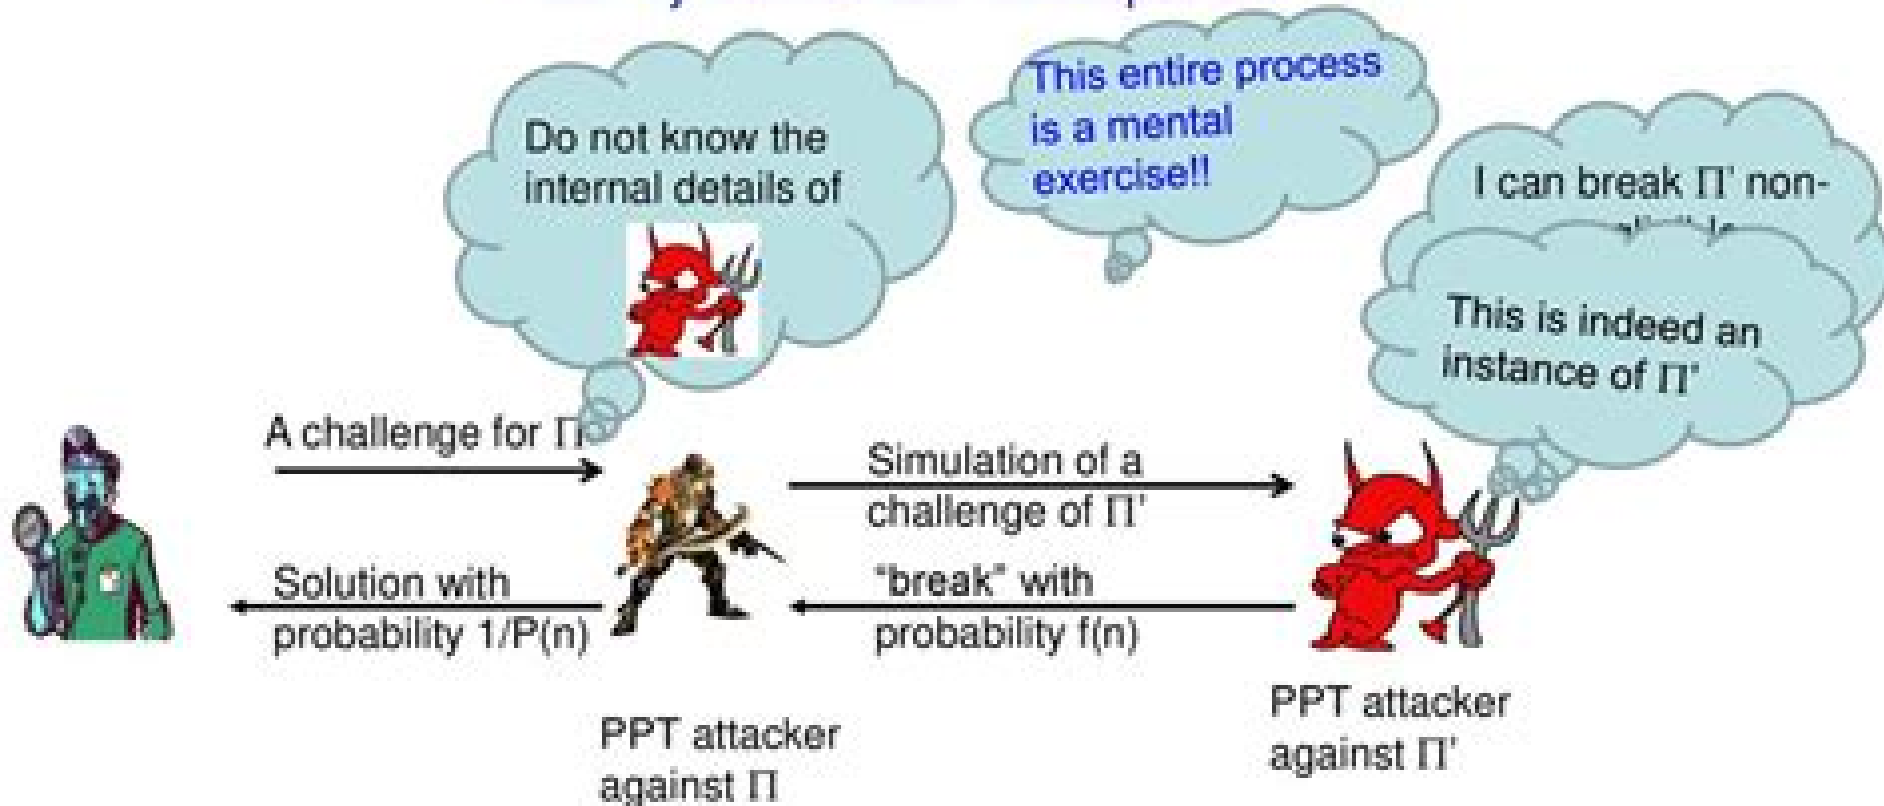 Do not know the
internal details of
This entire process
is a mental
exercise!!
I can break Π' non-
This is indeed an
instance of Π'
A challenge for Π
Simulation of a
challenge of Π'
Solution with
probability 1/P(n)
"break" with
probability f(n)
PPT attacker
against Π
PPT attacker
against Π'